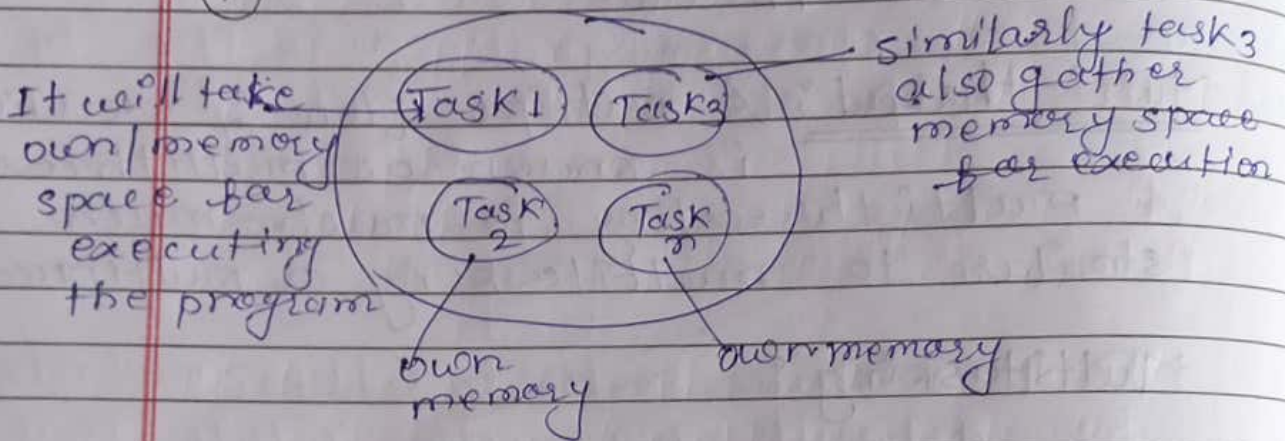 similarly task3
also gather
memory space
for execution
It will take
own memory
space for
executing
the program
Task1
Task3
Task
2
Task
n
own
memory
own memory